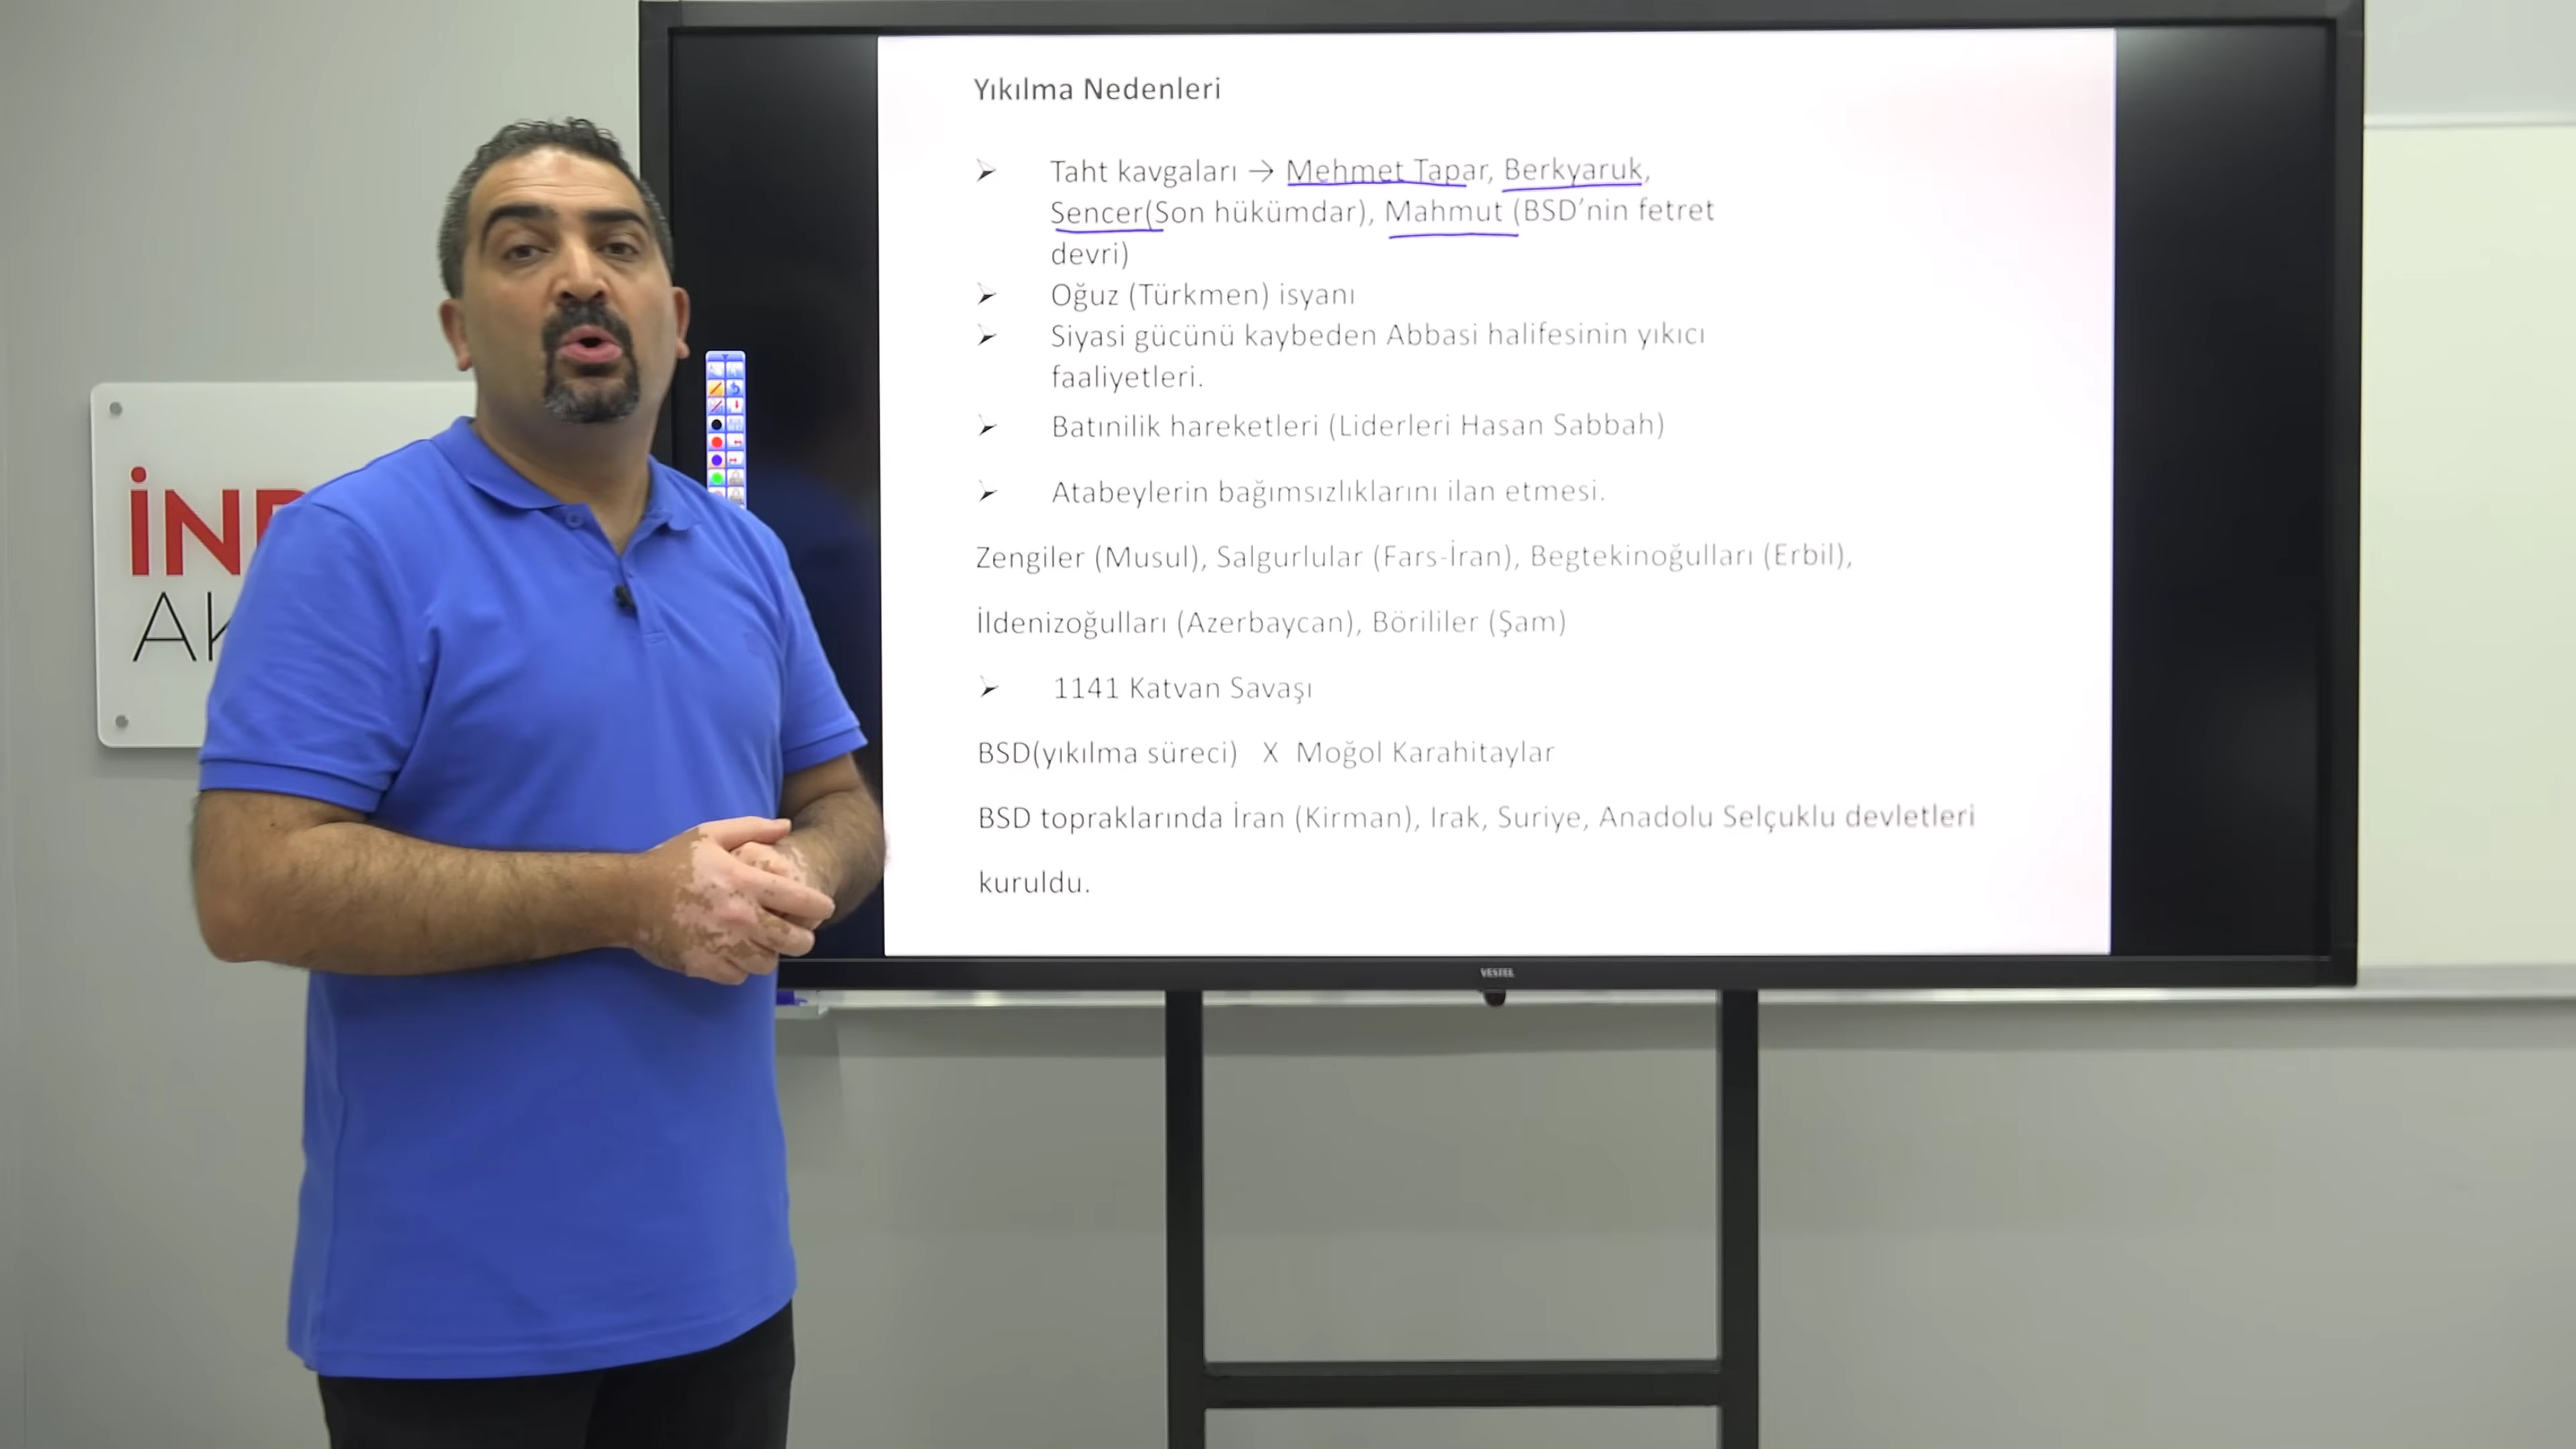 Yıkılma Nedenleri
Taht kavgaları → Mehmet Tapar, Berkyaruk,
Sencer(Son hükümdar), Mahmut (BSD’nin fetret
devri)
Oğuz (Türkmen) isyanı
Siyasi gücünü kaybeden Abbasi halifesinin yıkıcı
faaliyetleri.
Batınilik hareketleri (Liderleri Hasan Sabbah)
Atabeylerin bağımsızlıklarını ilan etmesi.
Zengiler (Musul), Salgurlular (Fars-İran), Begtekinoğulları (Erbil),
İldenizoğulları (Azerbaycan), Börililer (Şam)
1141 Katvan Savaşı
BSD(yıkılma süreci) X Moğol Karahitaylar
BSD topraklarında İran (Kirman), Irak, Suriye, Anadolu Selçuklu devletleri
kuruldu.
VESTEL